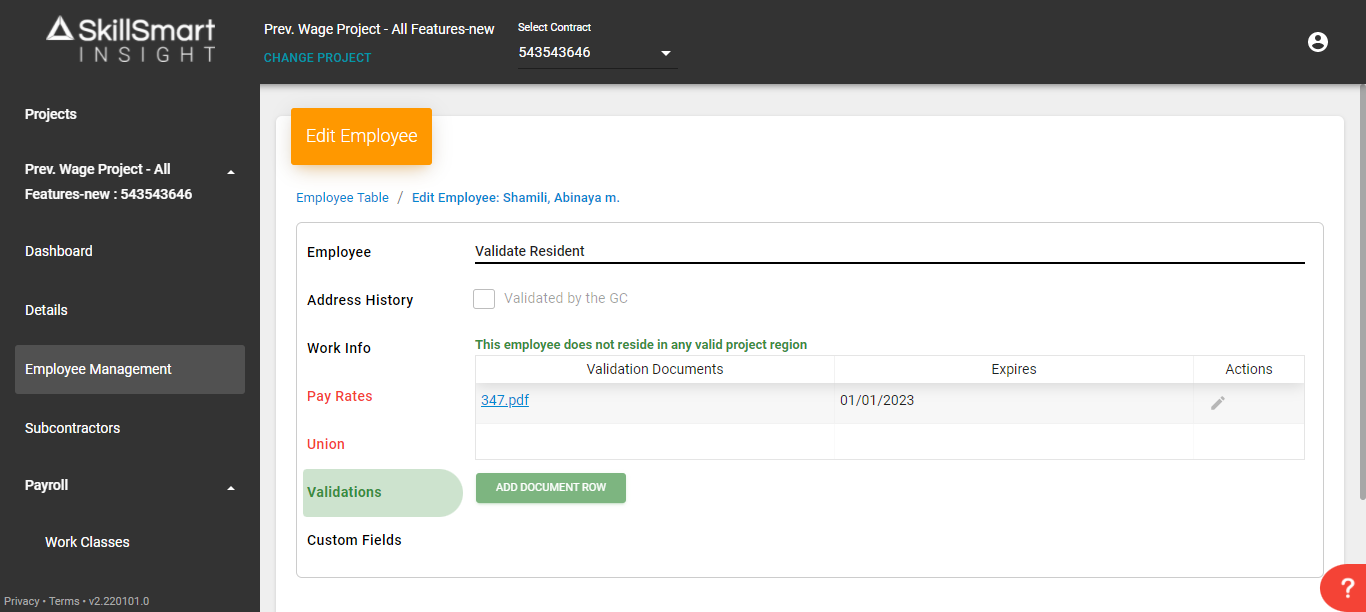 SkillSmart
INSIGHT
Prev. Wage Project - All Features-new
CHANGE PROJECT
Select Contract
543543646
Projects
Prev. Wage Project - All
Features-new : 543543646
Dashboard
Details
Employee Management
Subcontractors
Payroll
Work Classes
Privacy • Terms • v2.220101.0
Edit Employee
Employee Table / Edit Employee: Shamili, Abinaya m.
Employee
Address History
Work Info
Pay Rates
Union
Validations
Custom Fields
Validate Resident
Validated by the GC
This employee does not reside in any valid project region
Validation Documents Expires Actions
347.pdf 01/01/2023
ADD DOCUMENT ROW
?